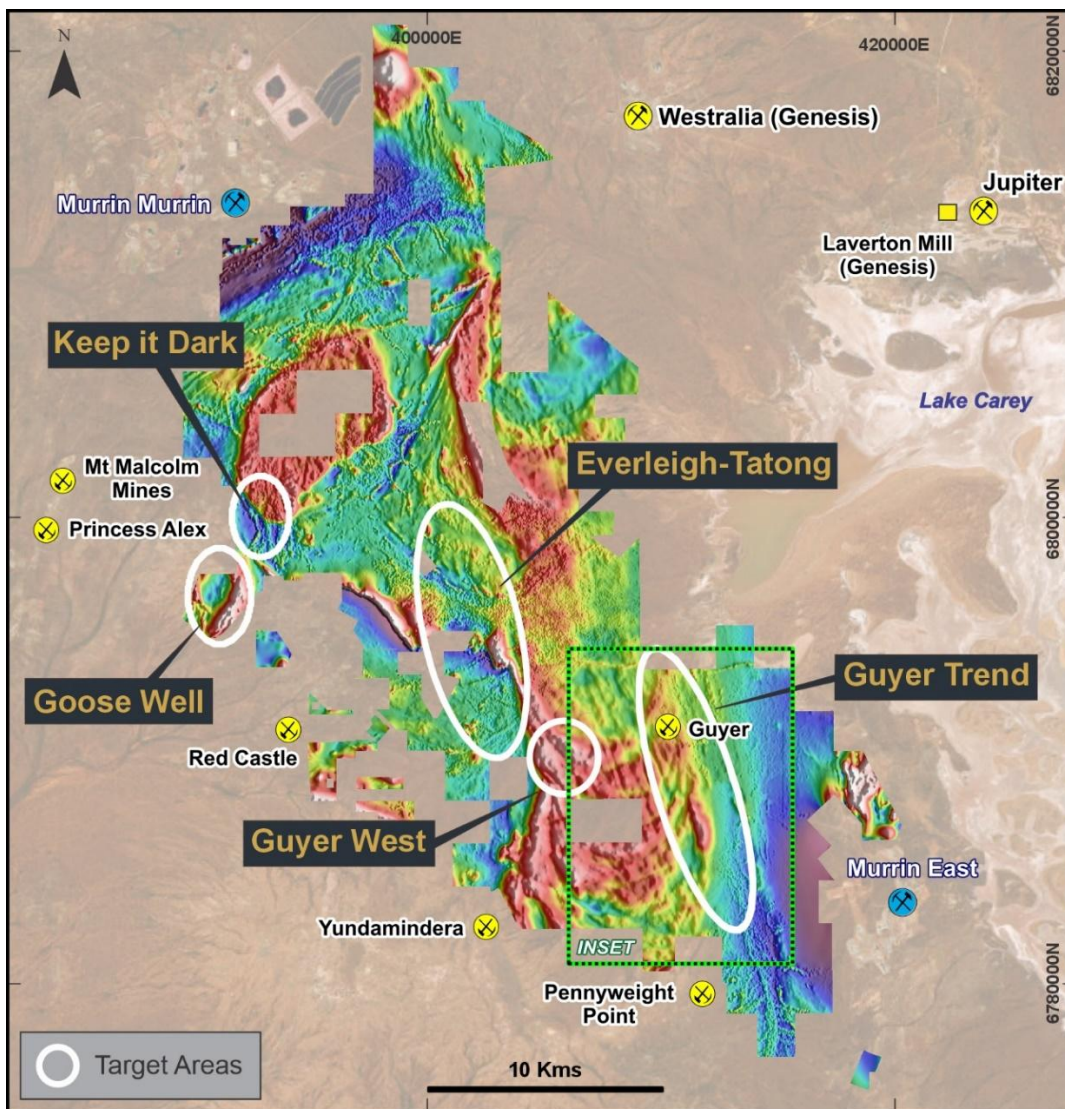 N
400000E
420000E
6820000N
Westralia (Genesis)
Murrin Murrin
Jupiter
Laverton Mill
(Genesis)
Keep it Dark
Lake Carey
Everleigh-Tatong
Mt Malcolm
Mines
Princess Alex
6800000N
Goose Well
Guyer Trend
Guyer
Red Castle
Guyer West
Murrin East
Yundamindera
INSET
Pennyweight
Point
6780000N
Target Areas
10 Kms